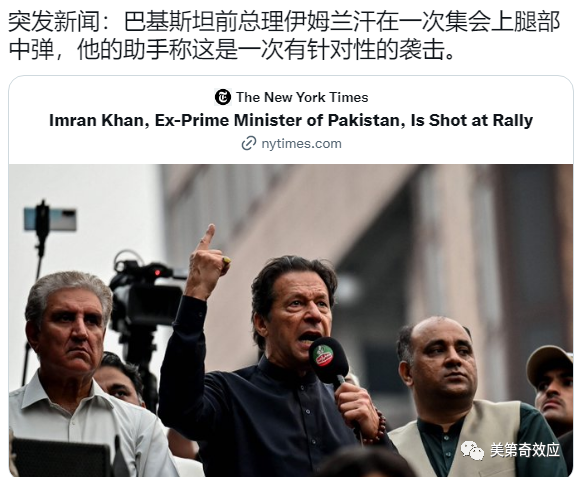 突发新闻：巴基斯坦前总理伊姆兰汗在一次集会上腿部
中弹，他的助手称这是一次有针对性的袭击。
The New York Times
Imran Khan, Ex-Prime Minister of Pakistan, Is Shot at Rally
nytimes.com
美第奇效应